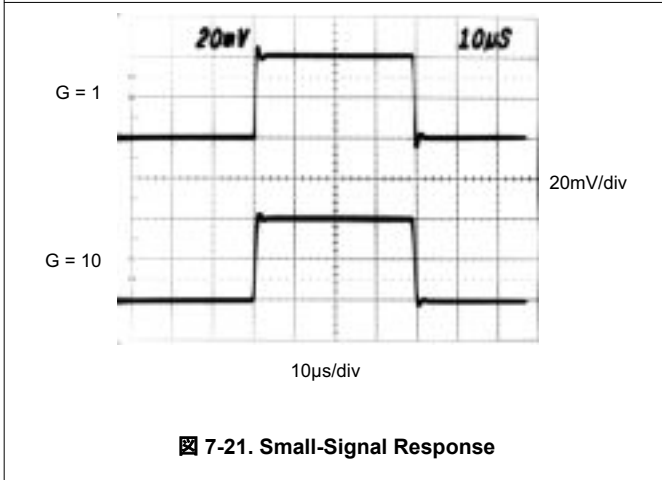 20mV 10µS
G = 1
20mV/div
G = 10
10µs/div
図 7-21. Small-Signal Response